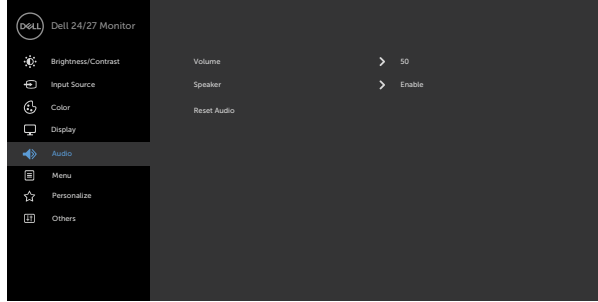 DELL Dell 24/27 Monitor
Brightness/Contrast Volume 50
Input Source Speaker Enable
Color Reset Audio
Display
Audio
Menu
Personalize
Others